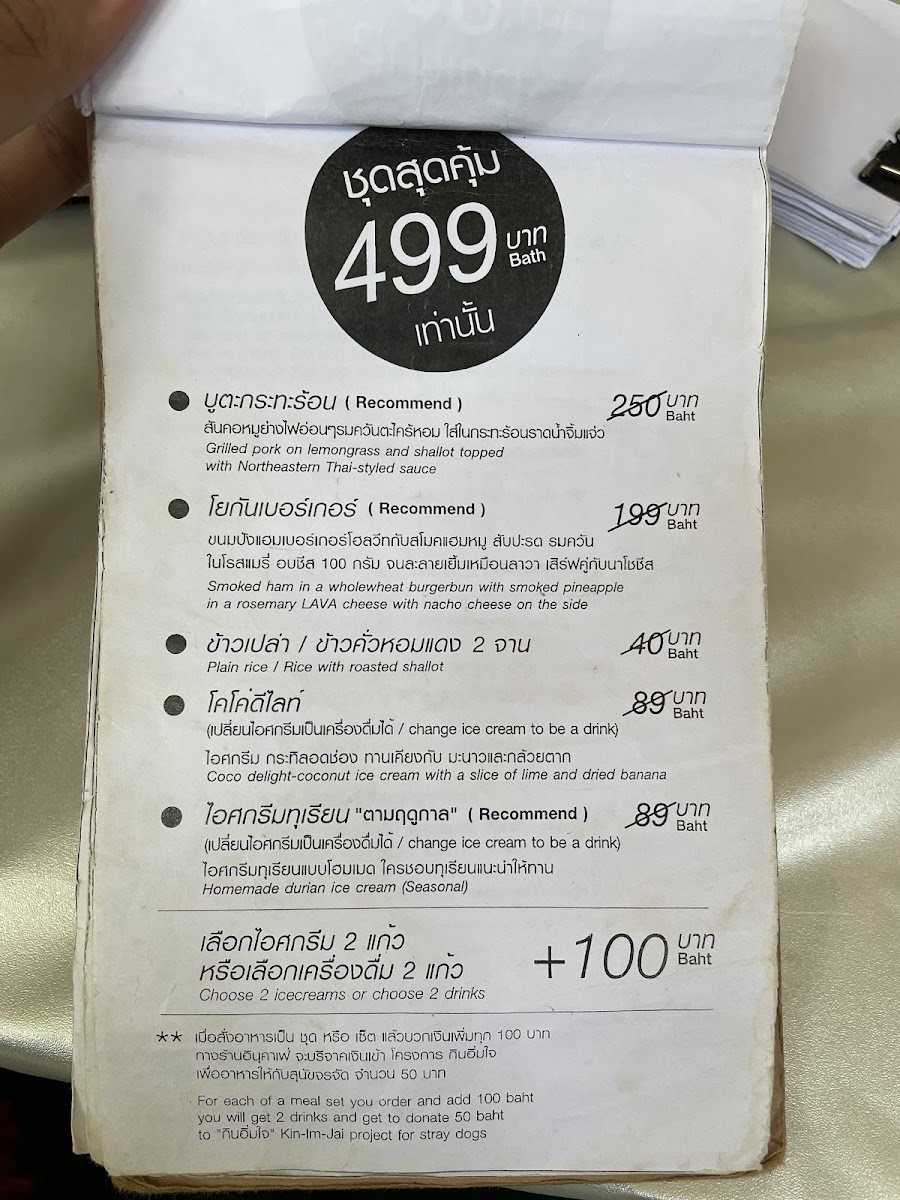 ชุดสุดคุ้ม
499 บาท
Bath
เท่านั้น
บูตะกระทะร้อน ( Recommend ) 250 บาท
Baht
สันคอหมูย่างไฟอ่อนๆรมควันตะไคร้หอม ใส่ในกระทะร้อนราดน้ำจิ้มแจ่ว
Grilled pork on lemongrass and shallot topped
with Northeastern Thai-styled sauce
โยกันเบอร์เกอร์ ( Recommend ) 199 บาท
Baht
ขนมปังแฮมเบอร์เกอร์โฮลวีทกับสโมคแฮมหมู สับปะรด รมควัน
ในโรสแมรี่ อบชีส 100 กรัม จนละลายเยิ้มเหมือนลาวา เสิร์ฟคู่กับนาโชชีส
Smoked ham in a wholewheat burgerbun with smoked pineapple
in a rosemary LAVA cheese with nacho cheese on the side
ข้าวเปล่า / ข้าวคั่วหอมแดง 2 จาน 40 บาท
Baht
Plain rice / Rice with roasted shallot
โคโค่ดีไลท์ 89 บาท
Baht
(เปลี่ยนไอศกรีมเป็นเครื่องดื่มได้ / change ice cream to be a drink)
ไอศกรีม กระทิลอดช่อง ทานเคียงกับ มะนาวและกล้วยตาก
Coco delight-coconut ice cream with a slice of lime and dried banana
ไอศกรีมทุเรียน "ตามฤดูกาล" ( Recommend ) 89 บาท
Baht
(เปลี่ยนไอศกรีมเป็นเครื่องดื่มได้ / change ice cream to be a drink)
ไอศกรีมทุเรียนแบบโฮมเมด ใครชอบทุเรียนแนะนำให้ทาน
Homemade durian ice cream (Seasonal)
เลือกไอศกรีม 2 แก้ว
หรือเลือกเครื่องดื่ม 2 แก้ว +100 บาท
Baht
Choose 2 icecreams or choose 2 drinks
** เมื่อสั่งอาหารเป็น ชุด หรือ เซ็ต แล้วบวกเงินเพิ่มทุก 100 บาท
ทางร้านอินุคาเฟ่ จะบริจาคเงินเข้า โครงการ กินอิ่มใจ
เพื่ออาหารให้กับสุนัขจรจัด จำนวน 50 บาท
For each of a meal set you order and add 100 baht
you will get 2 drinks and get to donate 50 baht
to "กินอิ่มใจ" Kin-Im-Jai project for stray dogs